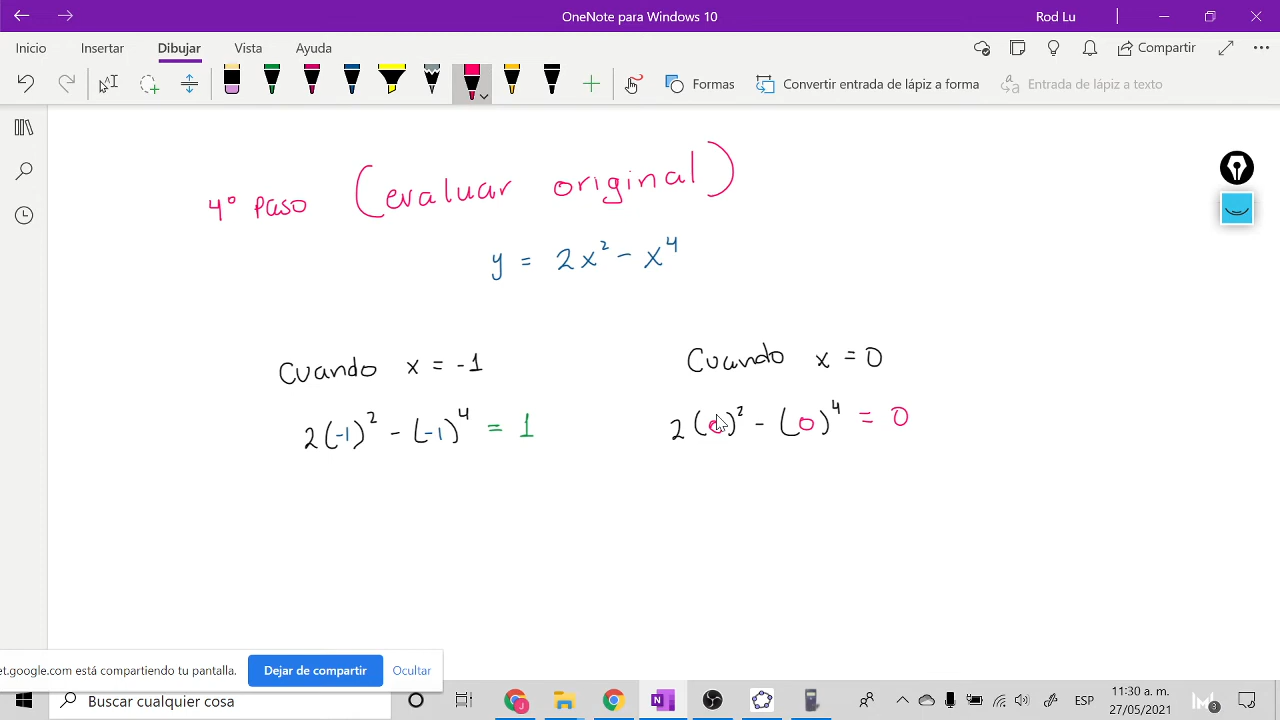 OneNote para Windows 10
Rod Lu
Inicio Insertar Dibujar Vista Ayuda
Compartir
Formas
Convertir entrada de lápiz a forma
Entrada de lápiz a texto
4° Paso (evaluar original)
y = 2x² - x⁴
Cuando x = -1
2(-1)² - (-1)⁴ = 1
Cuando x = 0
2(0)² - (0)⁴ = 0
et.google.com está compartiendo tu pantalla.
Dejar de compartir
Ocultar
Buscar cualquier cosa
ESP
11:30 a. m.
27/05/2021
3